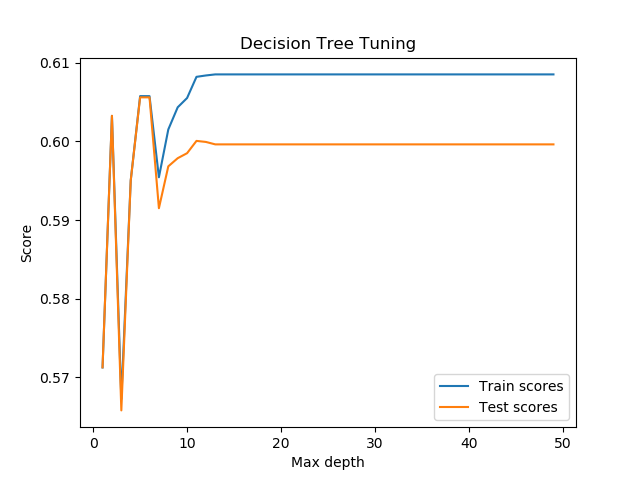 Decision Tree Tuning
0.61
0.60
0.59
0.58
0.57
Score
0
10
20
30
40
50
Max depth
Train scores
Test scores